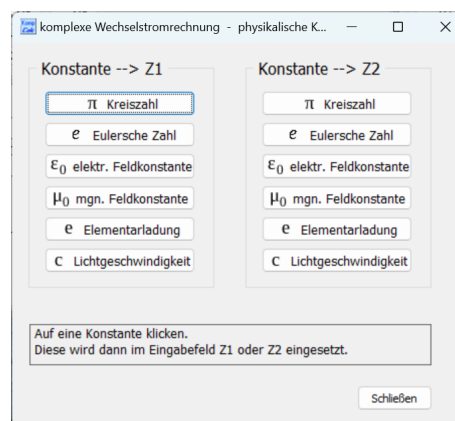 komplexe Wechselstromrechnung - physikalische K...
Konstante --> Z1
π Kreiszahl
e Eulersche Zahl
ε0 elektr. Feldkonstante
μ0 mgn. Feldkonstante
e Elementarladung
c Lichtgeschwindigkeit
Konstante --> Z2
π Kreiszahl
e Eulersche Zahl
ε0 elektr. Feldkonstante
μ0 mgn. Feldkonstante
e Elementarladung
c Lichtgeschwindigkeit
Auf eine Konstante klicken.
Diese wird dann im Eingabefeld Z1 oder Z2 eingesetzt.
Schließen